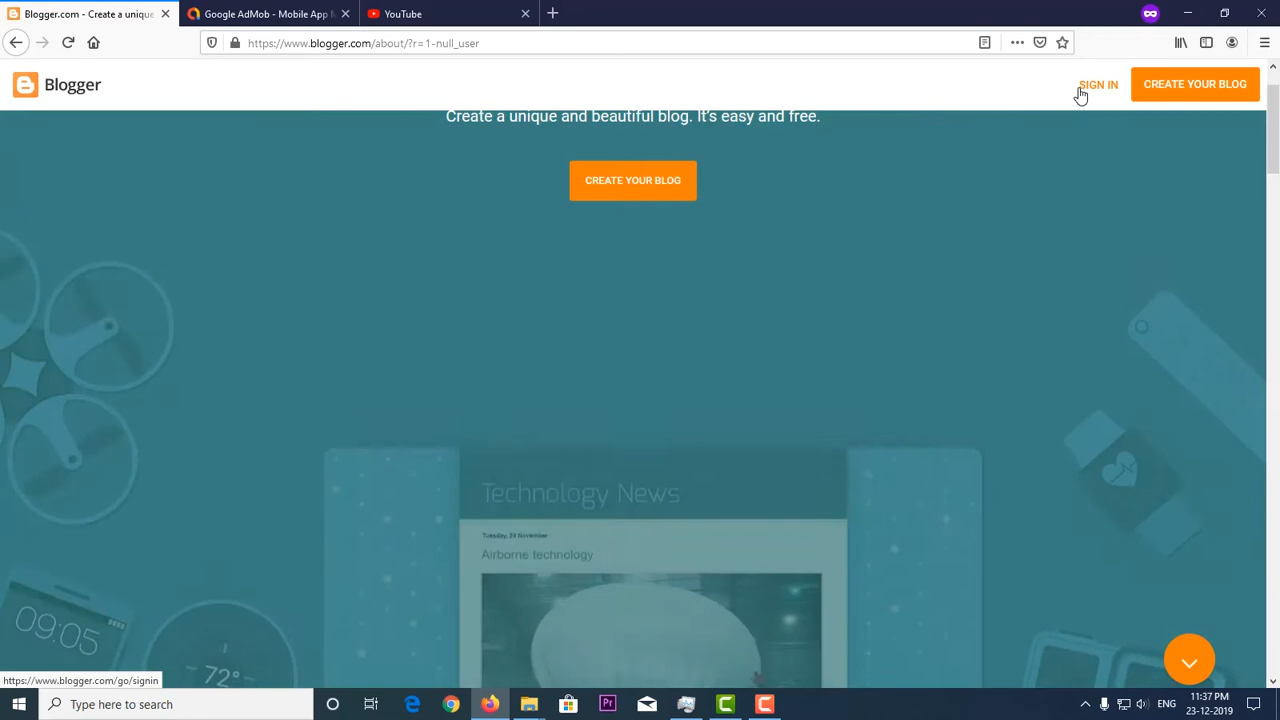 Blogger.com - Create a unique
Google AdMob - Mobile App M
YouTube
https://www.blogger.com/about/?r=1-null_user
Blogger
SIGN IN
CREATE YOUR BLOG
Create a unique and beautiful blog. It's easy and free.
CREATE YOUR BLOG
Technology News
Tuesday, 24 November
Airborne technology
09:05
72°
https://www.blogger.com/go/signin
Type here to search
Pr
ENG
11:37 PM
23-12-2019